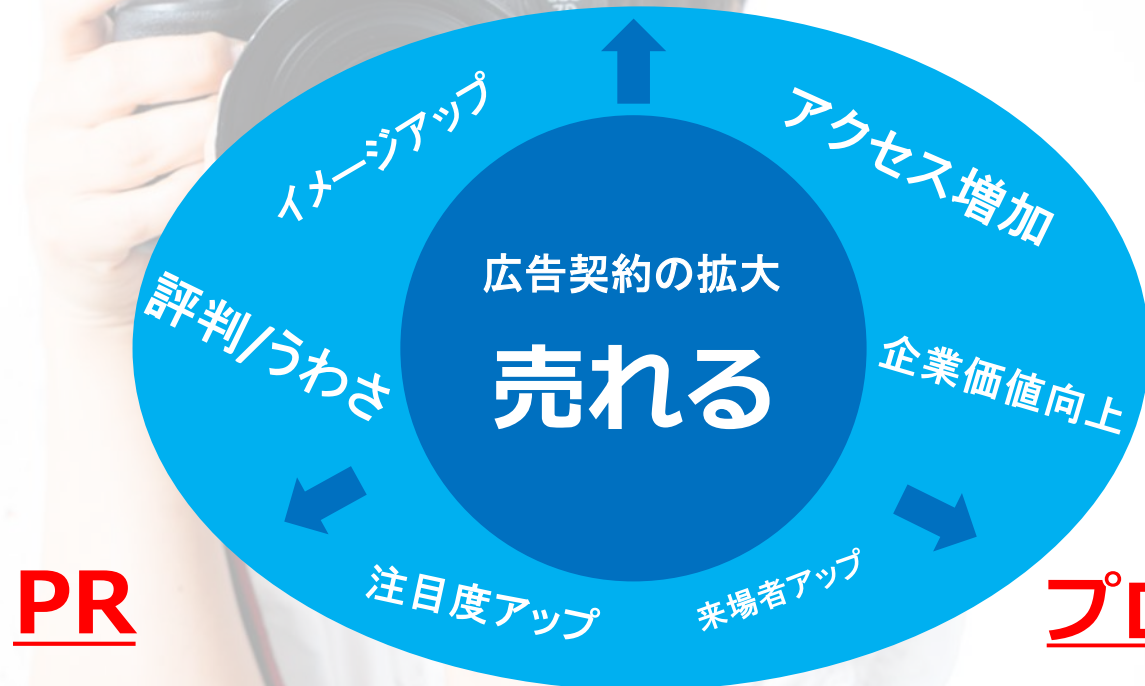 イメージアップ
アクセス増加
広告契約の拡大
売れる
評判/うわさ
企業価値向上
注目度アップ
来場者アップ
PR
プロ